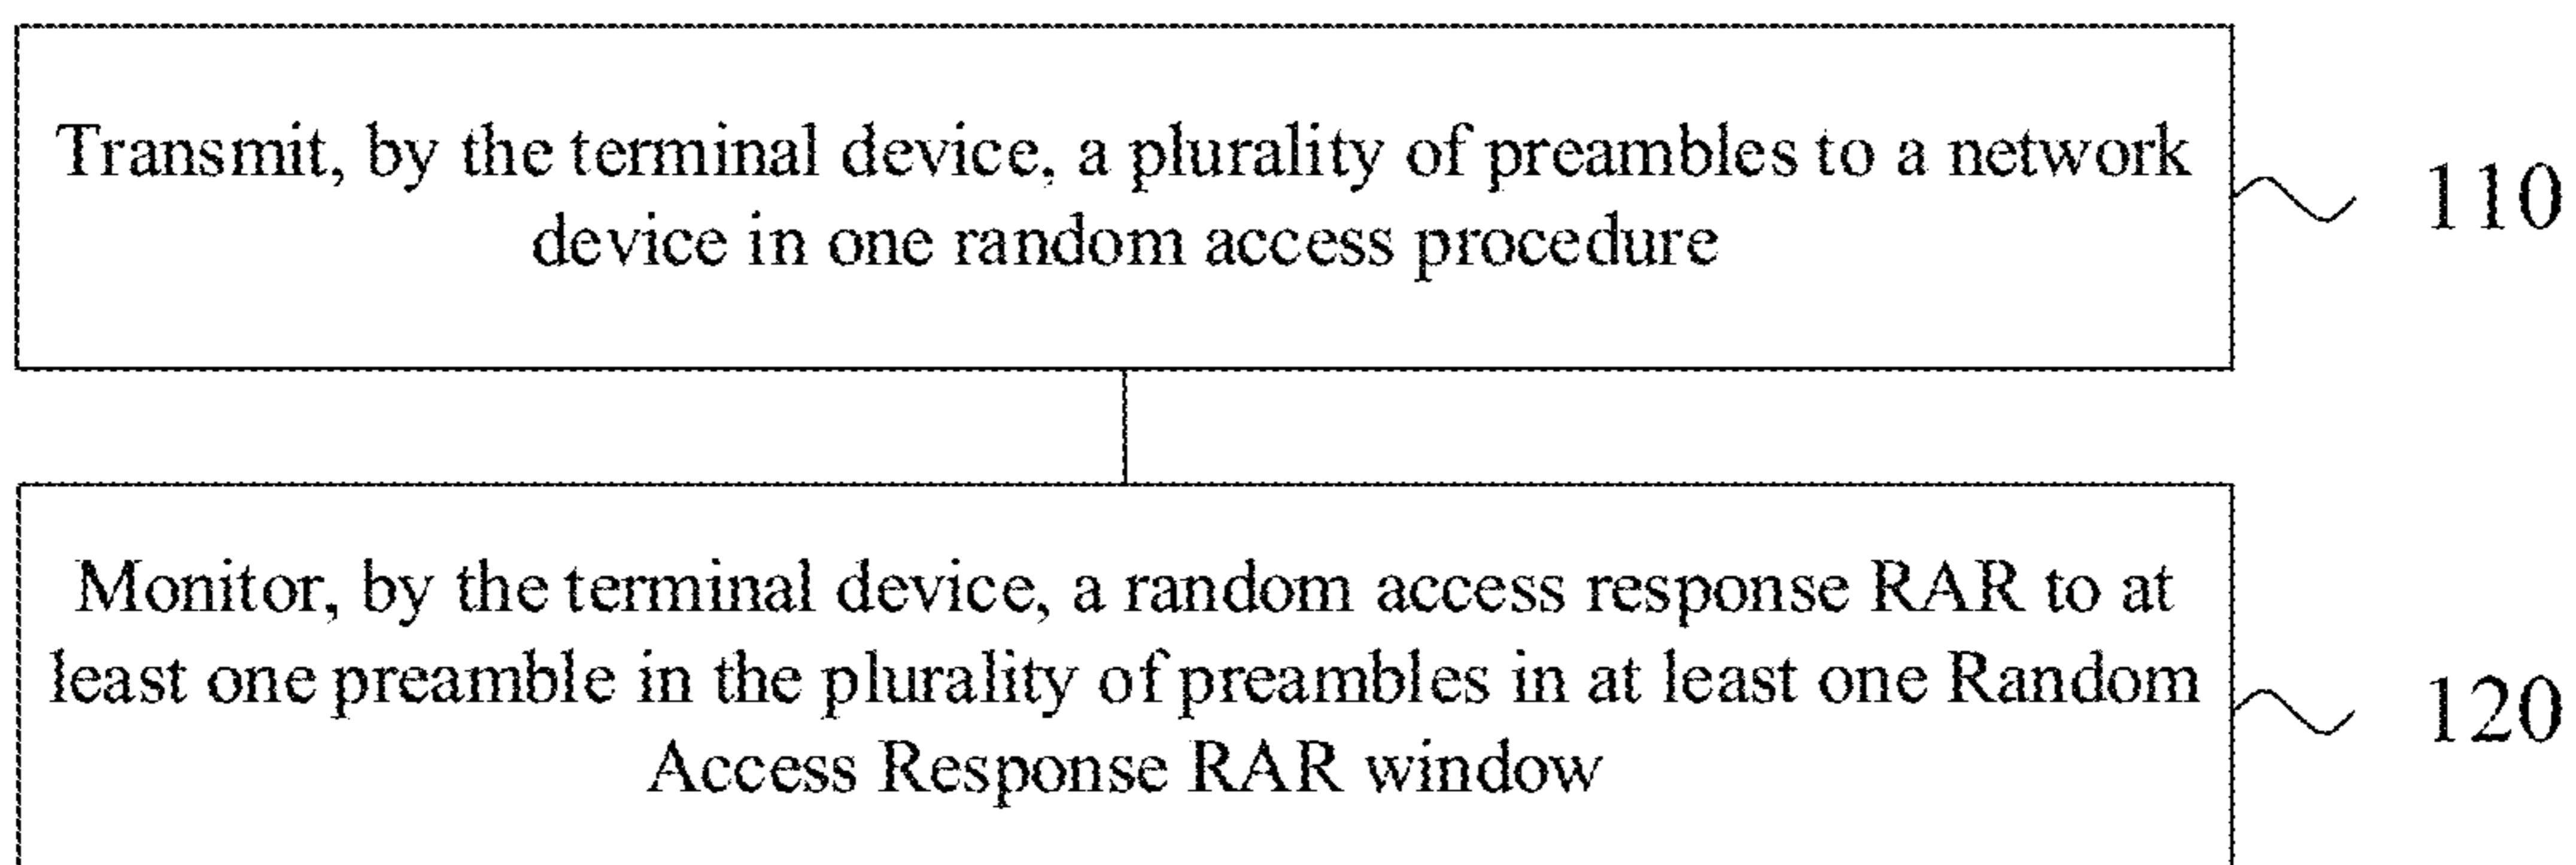 Transmit, by the terminal device, a plurality of preambles to a network
device in one random access procedure
110
Monitor, by the terminal device, a random access response RAR to at
least one preamble in the plurality of preambles in at least one Random
Access Response RAR window
120